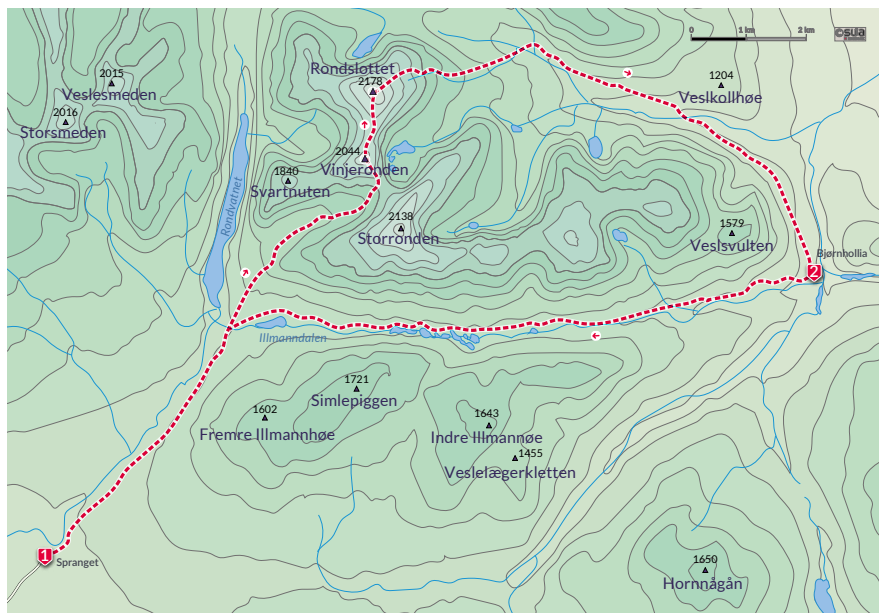 0
1 km
2 km
©sua
2015
Veslesmeden
2016
Storsmeden
Rondslottet
2178
1204
Veslkollhøe
2044
Vinjeronden
1840
Svartnuten
Rondvatnet
2138
Storronden
1579
Veslsvulten
Bjørnhollia
2
Illmanndalen
1721
Simlepiggen
1602
Fremre Illmannhøe
1643
Indre Illmannøe
1455
Veslelægerkletten
1
Spranget
1650
Hornnågån